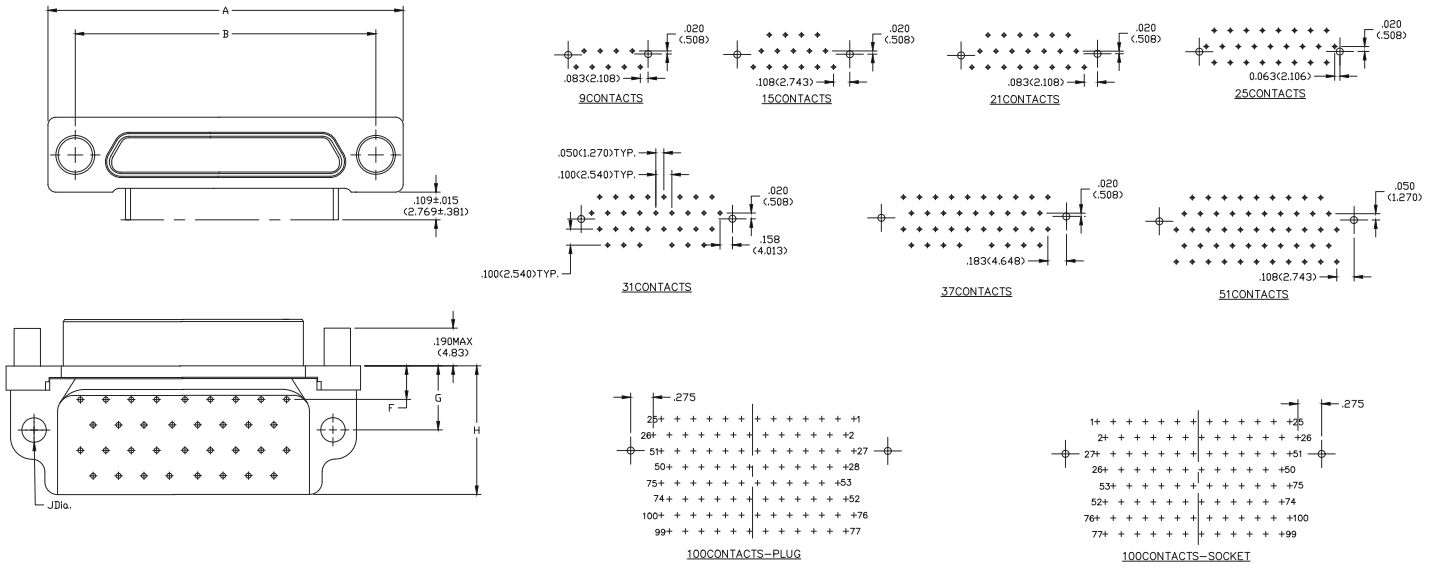 A
B
.109±.015
(2.769±.381)
.020
(.508)
.083(2.108)
9CONTACTS
.020
(.508)
.108(2.743)
15CONTACTS
.020
(.508)
.083(2.108)
21CONTACTS
.020
(.508)
0.063(2.106)
25CONTACTS
.050(1.270)TYP.
.100(2.540)TYP.
.020
(.508)
.158
(4.013)
.100(2.540)TYP.
31CONTACTS
.020
(.508)
.183(4.648)
37CONTACTS
.050
(1.270)
.108(2.743)
51CONTACTS
.190MAX
(4.83)
F
G
H
JDia.
.275
25 1
26 2
51 27
50 28
75 53
74 52
100 76
99 77
100CONTACTS-PLUG
.275
1 25
2 26
27 51
26 50
53 75
52 74
76 100
77 99
100CONTACTS-SOCKET